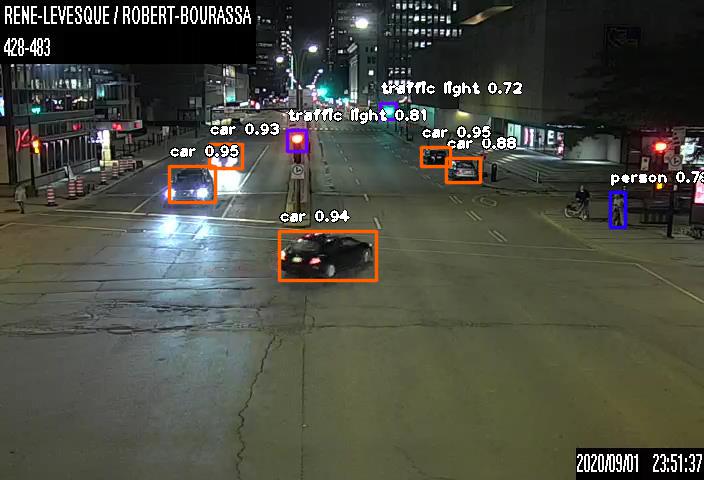 RENE-LEVESQUE / ROBERT-BOURASSA
428-483
traffic light 0.72
traffic light 0.81
car 0.93
car 0.95
car 0.95
car 0.88
person 0.7
car 0.94
2020/09/01 23:51:37